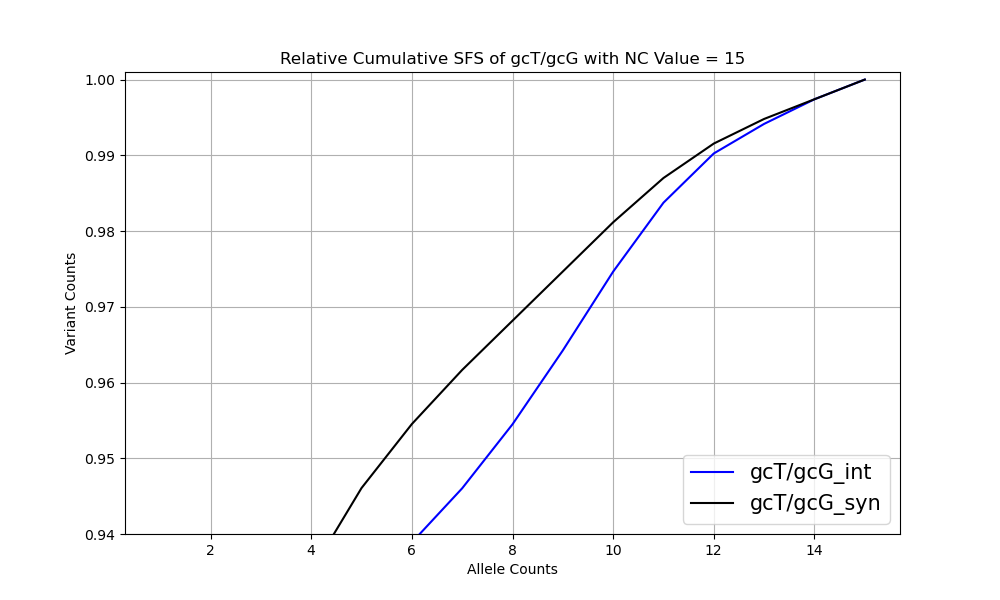 Relative Cumulative SFS of gcT/gcG with NC Value = 15
Variant Counts
1.00
0.99
0.98
0.97
0.96
0.95
0.94
2 4 6 8 10 12 14
Allele Counts
gcT/gcG_int
gcT/gcG_syn